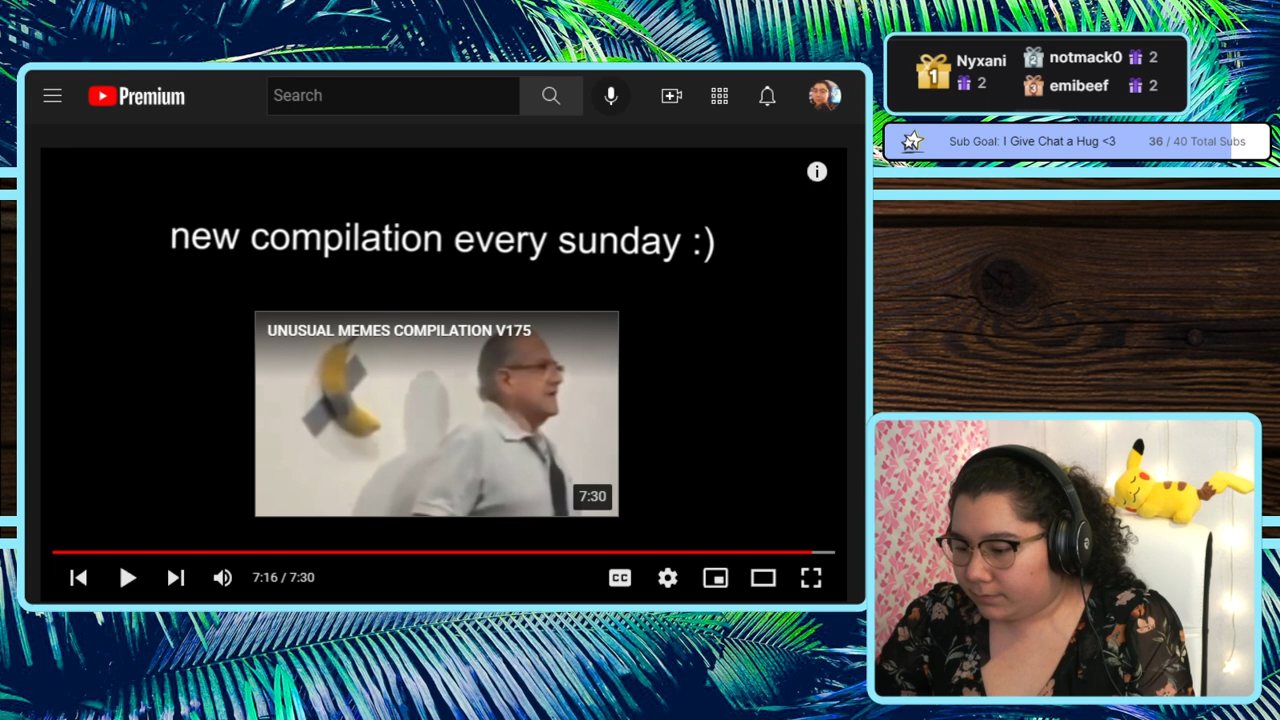 Premium
Search
new compilation every sunday :)
UNUSUAL MEMES COMPILATION V175
7:30
7:16 / 7:30
CC
1
Nyxani
2
2
notmack0
2
3
emibeef
2
Sub Goal: I Give Chat a Hug <3
36 / 40 Total Subs